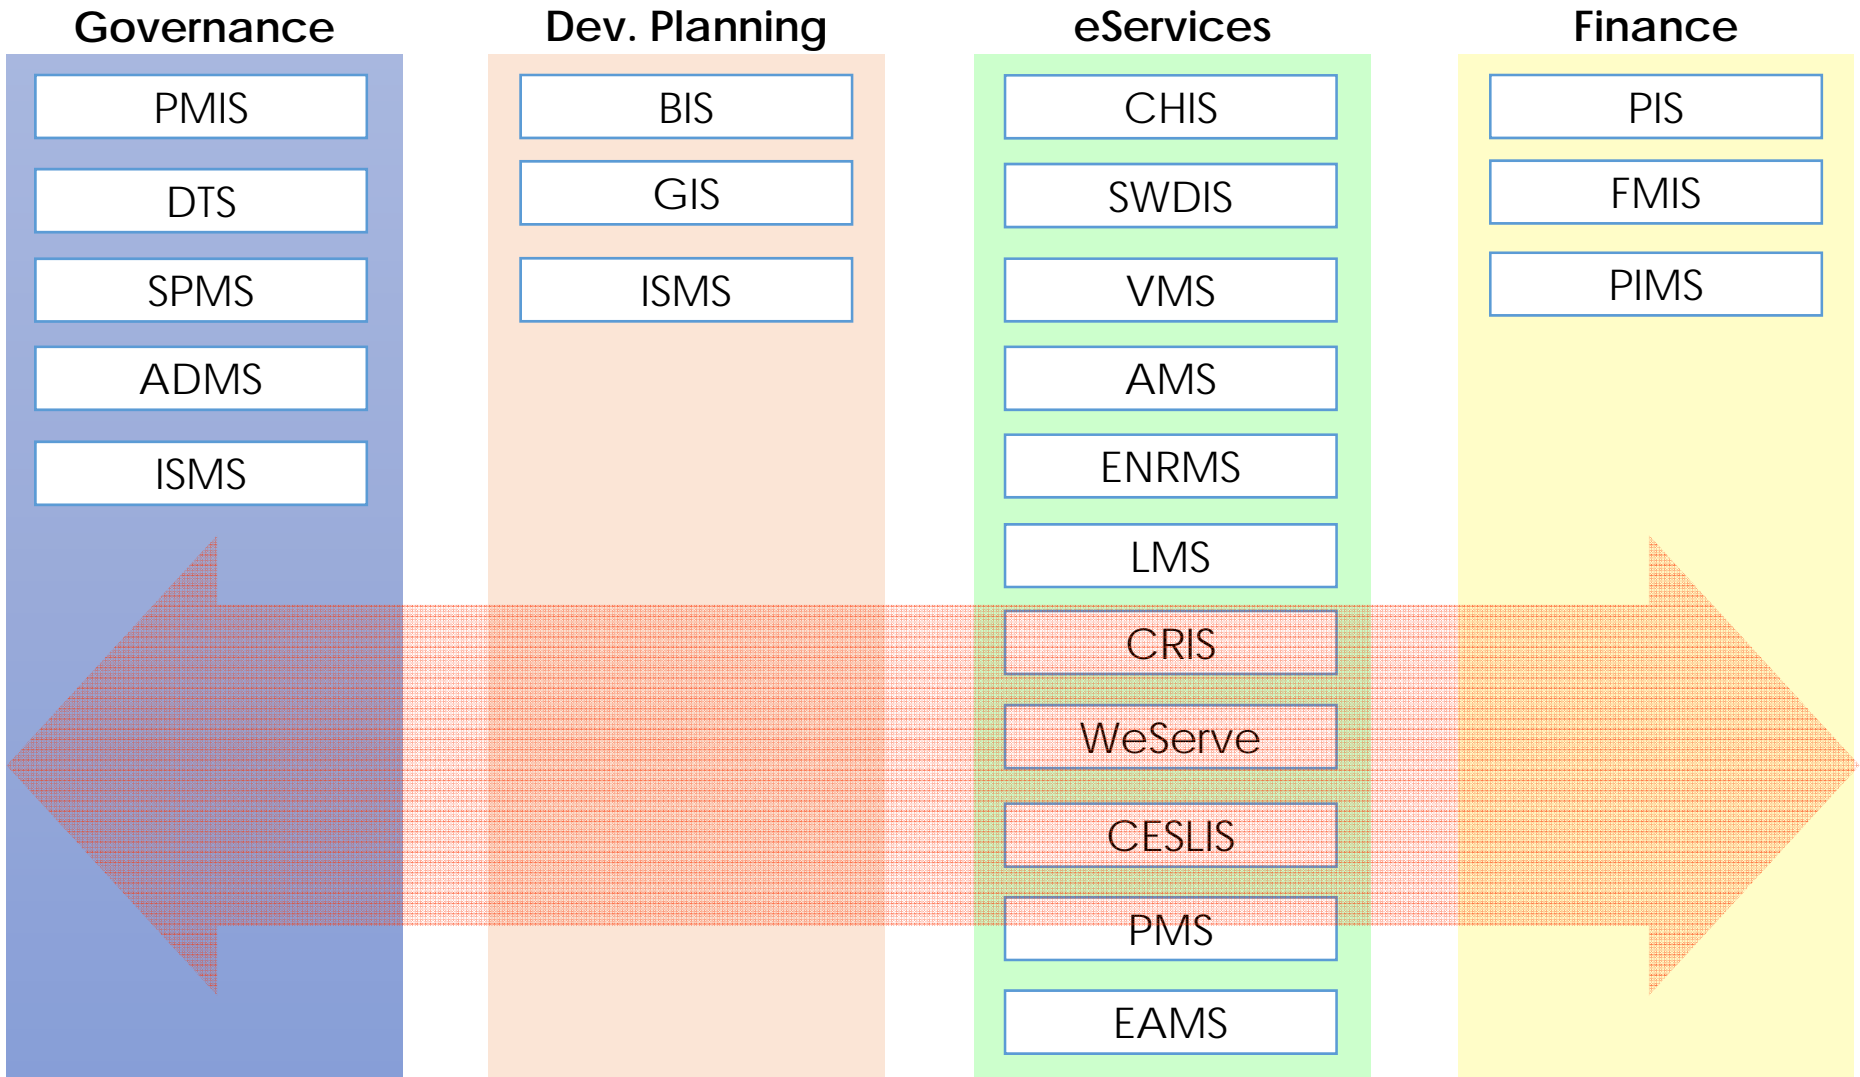 Governance
PMIS
DTS
SPMS
ADMS
ISMS
Dev. Planning
BIS
GIS
ISMS
eServices
CHIS
SWDIS
VMS
AMS
ENRMS
LMS
CRIS
WeServe
CESLIS
PMS
EAMS
Finance
PIS
FMIS
PIMS